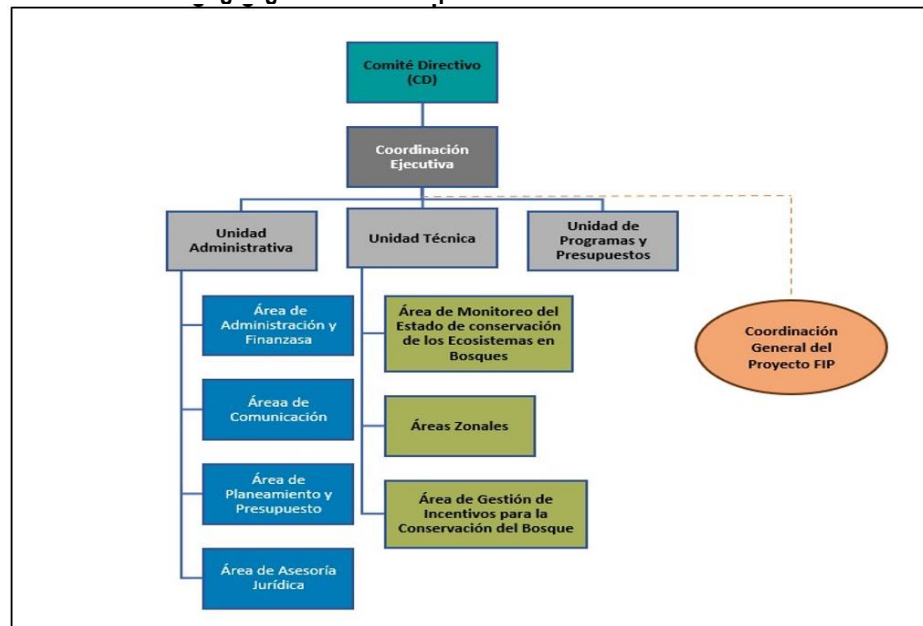 Comité Directivo
(CD)
Coordinación
Ejecutiva
Unidad
Administrativa
Unidad Técnica
Unidad de
Programas y
Presupuestos
Área de
Administración y
Finanzasa
Áreaa de
Comunicación
Área de
Planeamiento y
Presupuesto
Área de Asesoría
Jurídica
Área de Monitoreo del
Estado de conservación
de los Ecosistemas en
Bosques
Áreas Zonales
Área de Gestión de
Incentivos para la
Conservación del Bosque
Coordinación
General del
Proyecto FIP